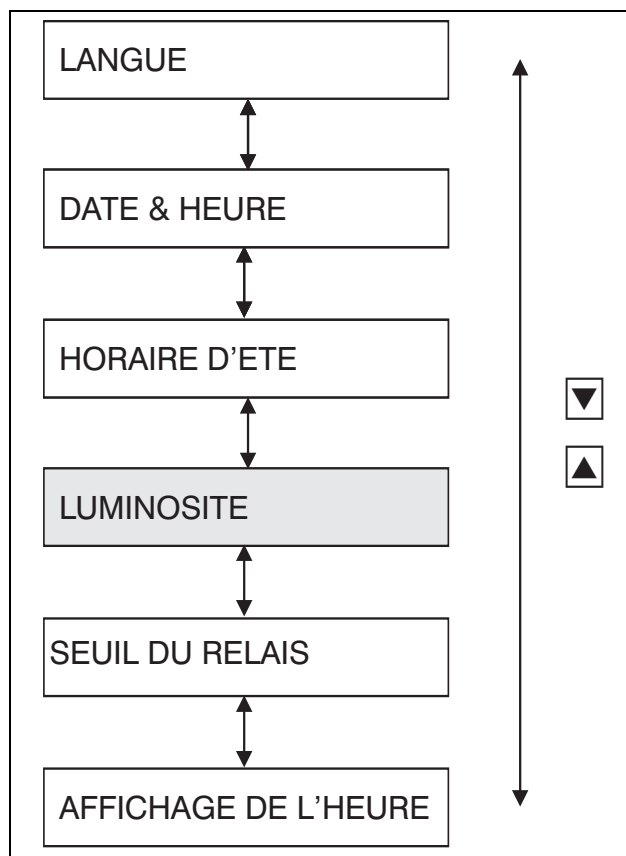 LANGUE
DATE & HEURE
HORAIRE D'ETE
LUMINOSITE
SEUIL DU RELAIS
AFFICHAGE DE L'HEURE